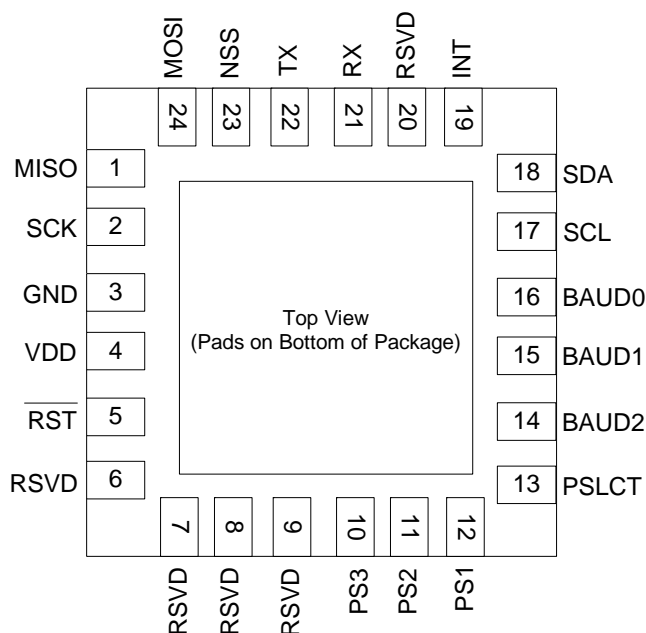 MOSI NSS TX RX RSVD INT
24 23 22 21 20 19
MISO 1
SCK 2
GND 3
VDD 4
RST 5
RSVD 6
18 SDA
17 SCL
16 BAUD0
15 BAUD1
14 BAUD2
13 PSLCT
Top View
(Pads on Bottom of Package)
7 8 9 10 11 12
RSVD RSVD RSVD PS3 PS2 PS1